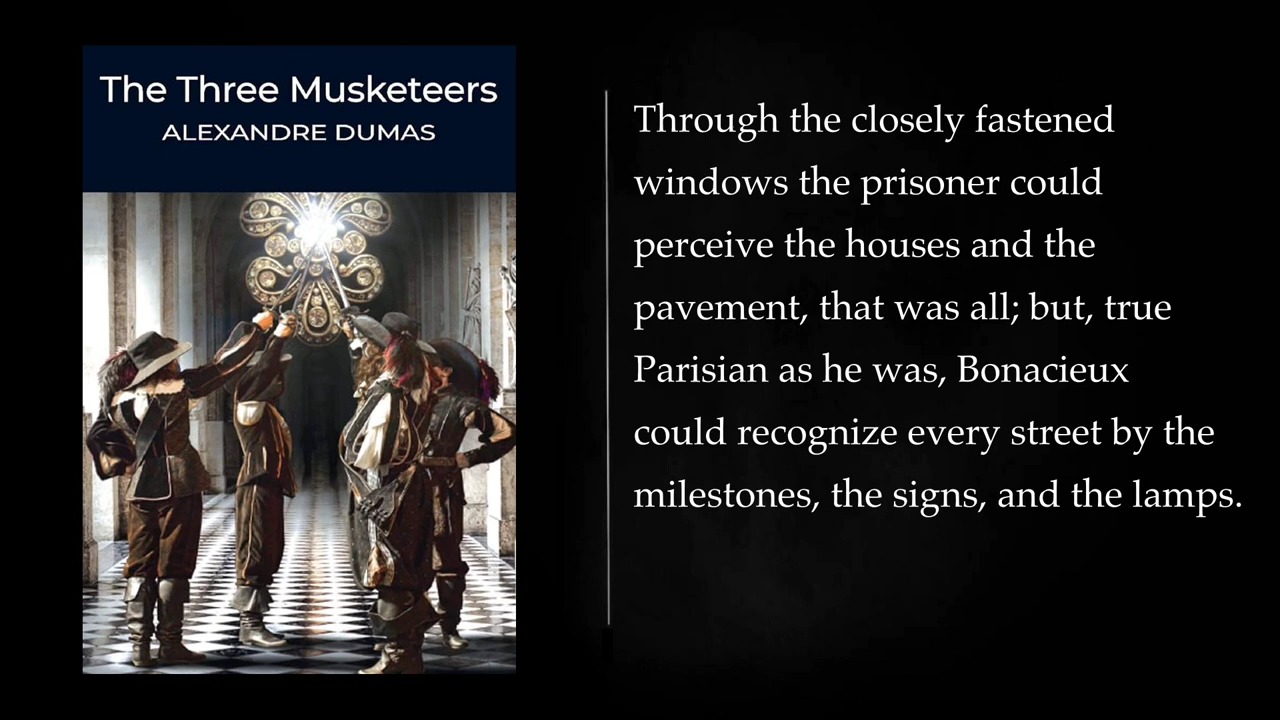 The Three Musketeers
ALEXANDRE DUMAS
Through the closely fastened
windows the prisoner could
perceive the houses and the
pavement, that was all; but, true
Parisian as he was, Bonacieux
could recognize every street by the
milestones, the signs, and the lamps.